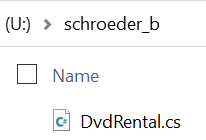 (U:) > schroeder_b
Name
DvdRental.cs